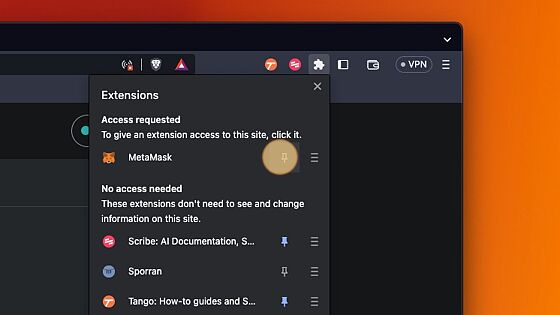 VPN
Extensions
Access requested
To give an extension access to this site, click it.
MetaMask
No access needed
These extensions don't need to see and change
information on this site.
Scribe: AI Documentation, S...
Sporran
Tango: How-to guides and S...